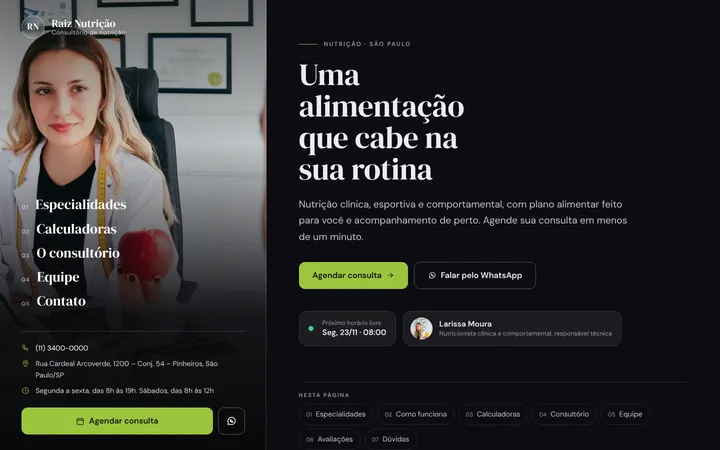 RN
Raiz Nutrição
Consultório de nutrição
01 Especialidades
02 Calculadoras
03 O consultório
04 Equipe
05 Contato
(11) 3400-0000
Rua Cardeal Arcoverde, 1200 – Conj. 54 – Pinheiros, São
Paulo/SP
Segunda a sexta, das 8h às 19h. Sábados, das 8h às 12h
Agendar consulta
NUTRIÇÃO · SÃO PAULO
Uma
alimentação
que cabe na
sua rotina
Nutrição clínica, esportiva e comportamental, com plano alimentar feito
para você e acompanhamento de perto. Agende sua consulta em menos
de um minuto.
Agendar consulta →
Falar pelo WhatsApp
Próximo horário livre
Seg, 23/11 · 08:00
Larissa Moura
Nutricionista clínica e comportamental, responsável técnica
NESTA PÁGINA
01 Especialidades
02 Como funciona
03 Calculadoras
04 Consultório
05 Equipe
06 Avaliações
07 Dúvidas